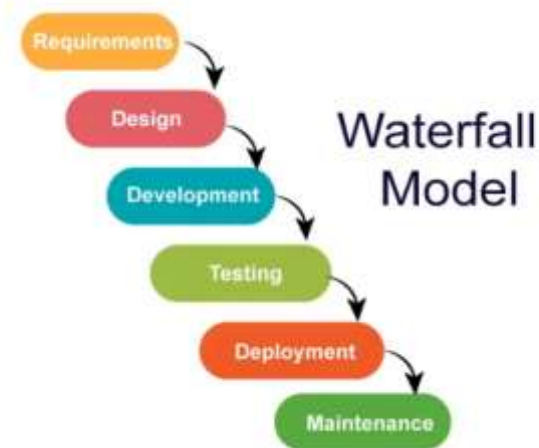 Requirements
Design
Waterfall
Model
Development
Testing
Deployment
Maintenance